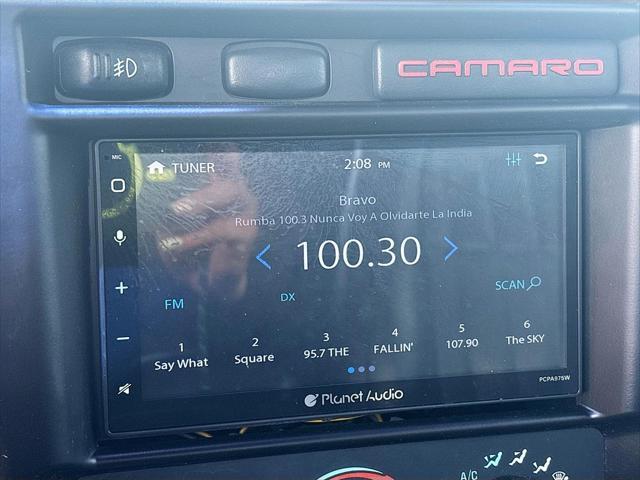 CAMARO
MIC
TUNER
2:08 PM
Bravo
Rumba 100.3 Nunca Voy A Olvidarte La India
100.30
FM
DX
SCAN
1 2 3 4 5 6
Say What Square 95.7 THE FALLIN' 107.90 The SKY
PCPA975W
Planet Audio
A/C